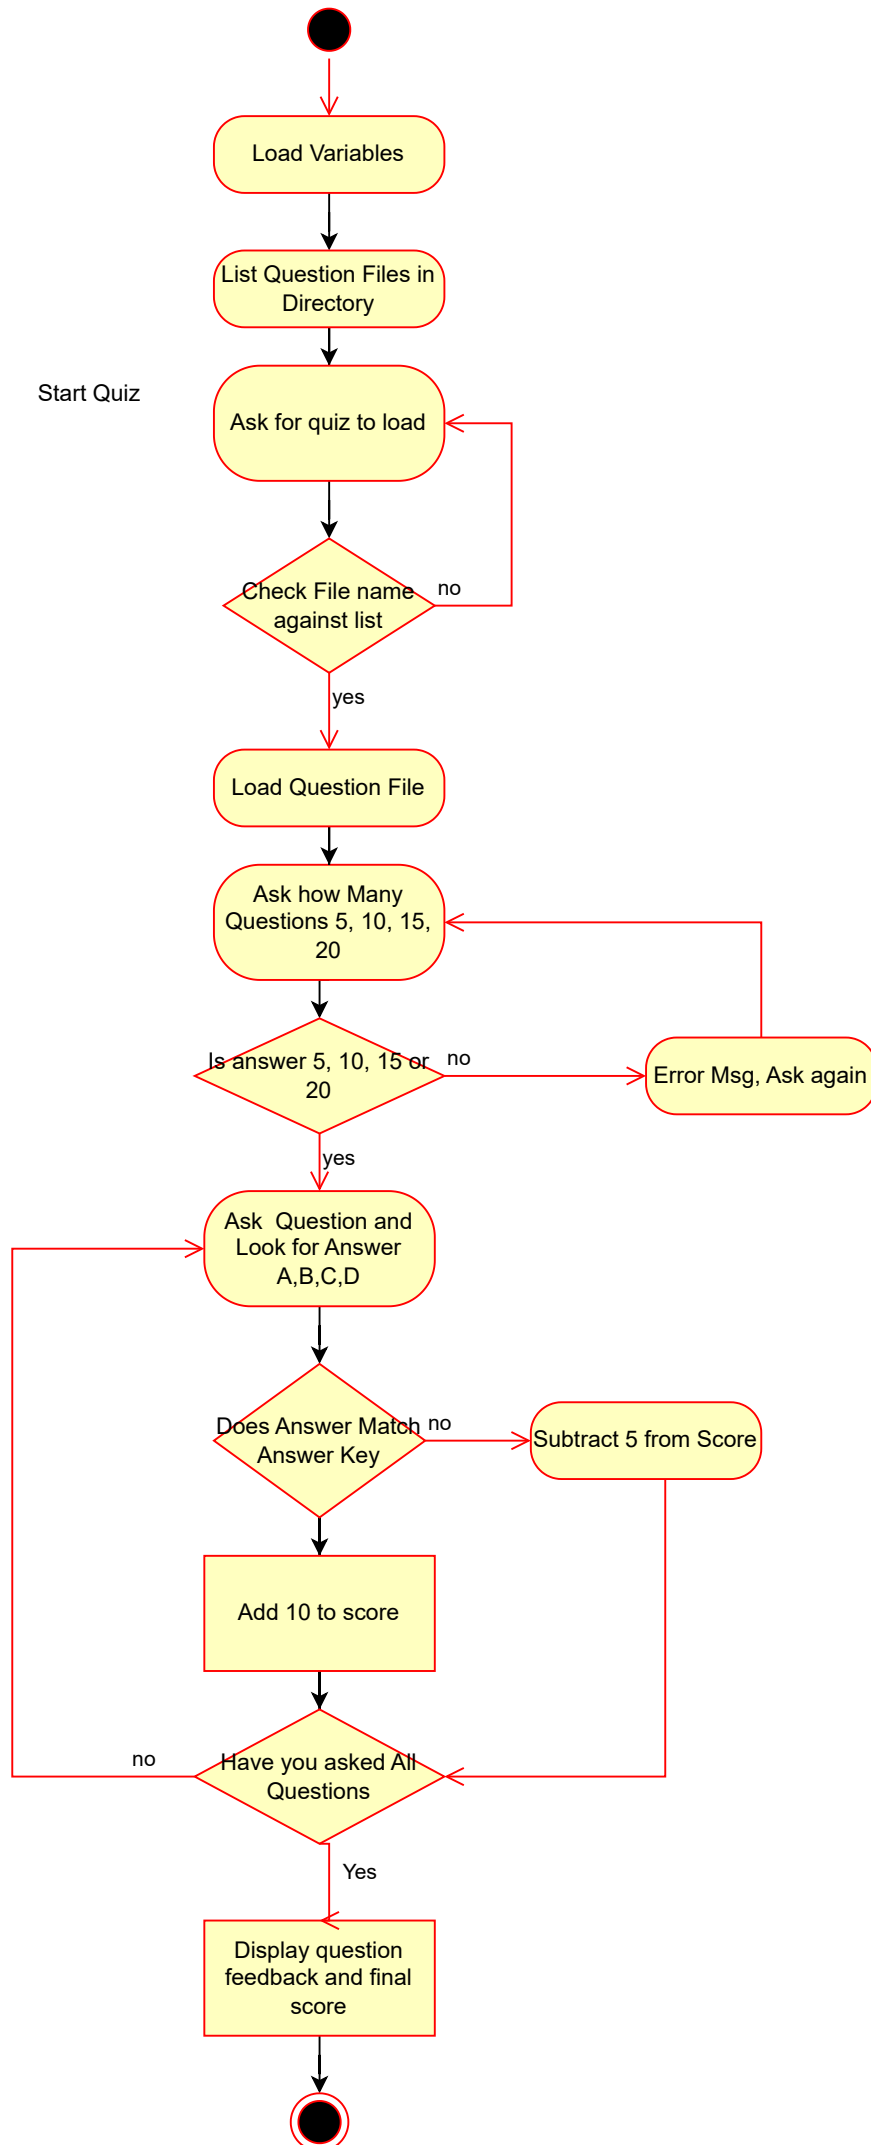 Load Variables
List Question Files in
Directory
Start Quiz
Ask for quiz to load
Check File name
against list
no
yes
Load Question File
Ask how Many
Questions 5, 10, 15,
20
Is answer 5, 10, 15 or
20
no
Error Msg, Ask again
yes
Ask  Question and
Look for Answer
A,B,C,D
Does Answer Match
Answer Key
no
Subtract 5 from Score
Add 10 to score
no
Have you asked All
Questions
Yes
Display question
feedback and final
score